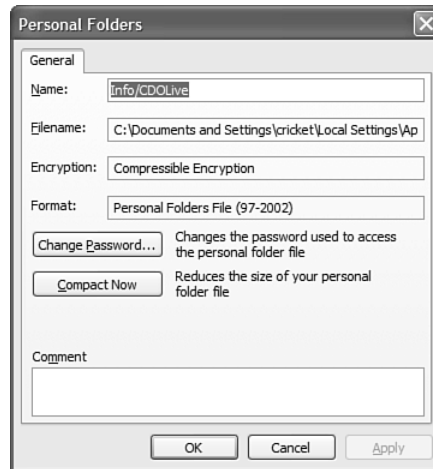 Personal Folders
General
Name: Info/CDOLive
Filename: C:\Documents and Settings\cricket\Local Settings\Ap
Encryption: Compressible Encryption
Format: Personal Folders File (97-2002)
Change Password... Changes the password used to access
the personal folder file
Compact Now Reduces the size of your personal
folder file
Comment
OK Cancel Apply